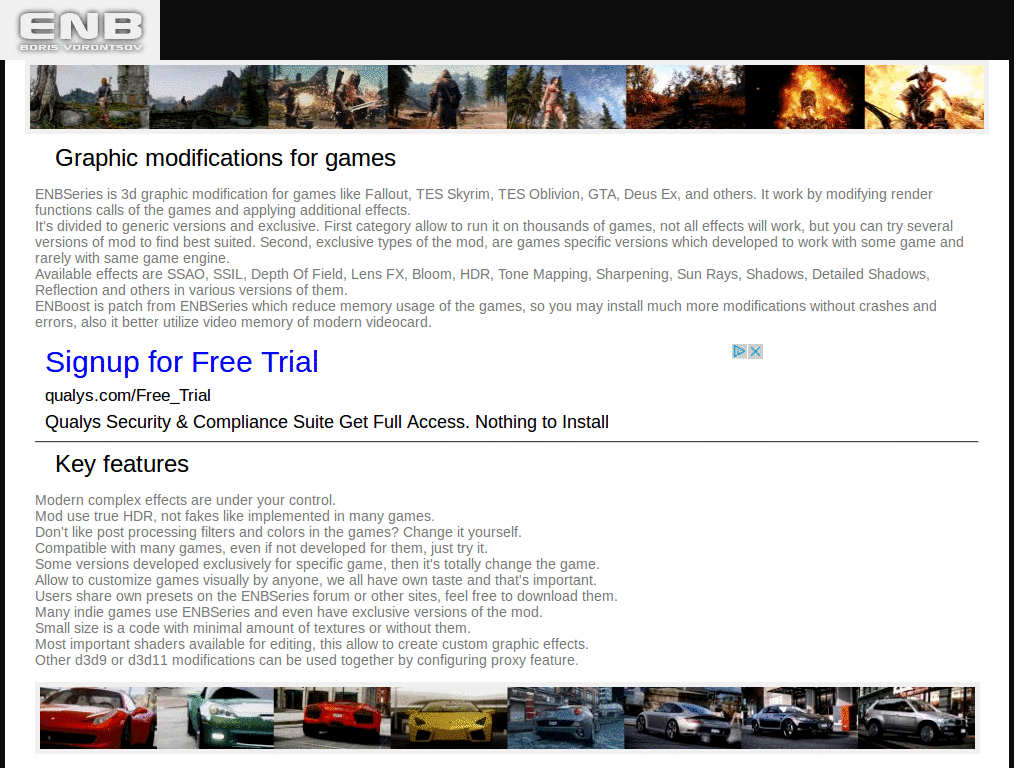 ENB
BORIS VORONTSOV
Graphic modifications for games
ENBSeries is 3d graphic modification for games like Fallout, TES Skyrim, TES Oblivion, GTA, Deus Ex, and others. It work by modifying render
functions calls of the games and applying additional effects.
It's divided to generic versions and exclusive. First category allow to run it on thousands of games, not all effects will work, but you can try several
versions of mod to find best suited. Second, exclusive types of the mod, are games specific versions which developed to work with some game and
rarely with same game engine.
Available effects are SSAO, SSIL, Depth Of Field, Lens FX, Bloom, HDR, Tone Mapping, Sharpening, Sun Rays, Shadows, Detailed Shadows,
Reflection and others in various versions of them.
ENBoost is patch from ENBSeries which reduce memory usage of the games, so you may install much more modifications without crashes and
errors, also it better utilize video memory of modern videocard.
Signup for Free Trial
qualys.com/Free_Trial
Qualys Security & Compliance Suite Get Full Access. Nothing to Install
Key features
Modern complex effects are under your control.
Mod use true HDR, not fakes like implemented in many games.
Don't like post processing filters and colors in the games? Change it yourself.
Compatible with many games, even if not developed for them, just try it.
Some versions developed exclusively for specific game, then it's totally change the game.
Allow to customize games visually by anyone, we all have own taste and that's important.
Users share own presets on the ENBSeries forum or other sites, feel free to download them.
Many indie games use ENBSeries and even have exclusive versions of the mod.
Small size is a code with minimal amount of textures or without them.
Most important shaders available for editing, this allow to create custom graphic effects.
Other d3d9 or d3d11 modifications can be used together by configuring proxy feature.